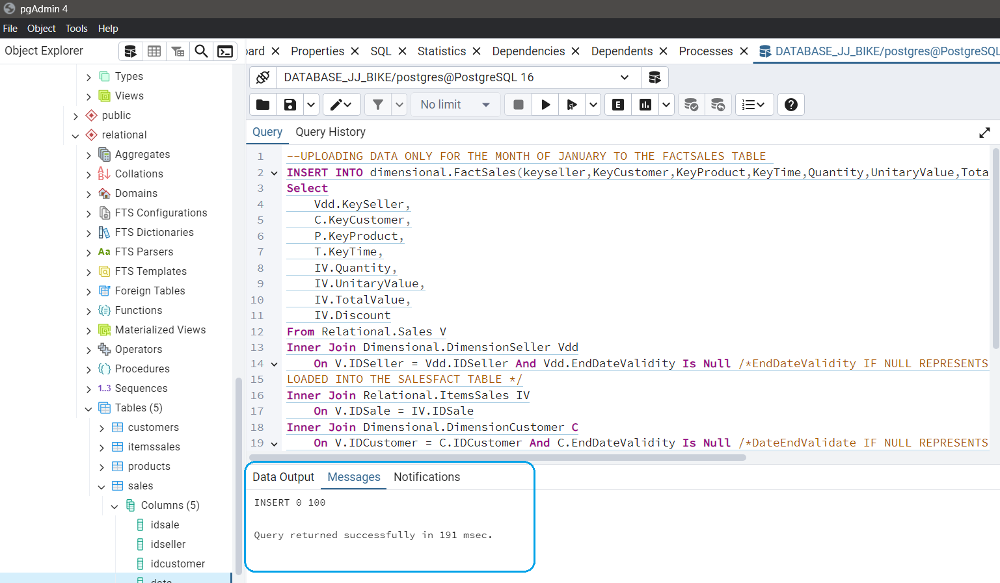 pgAdmin 4
File Object Tools Help
Object Explorer
oard Properties SQL Statistics Dependencies Dependents Processes DATABASE_JJ_BIKE/postgres@PostgreSQL
DATABASE_JJ_BIKE/postgres@PostgreSQL 16
No limit
E
Types
Views
public
relational
Aggregates
Collations
Domains
FTS Configurations
FTS Dictionaries
Aa FTS Parsers
FTS Templates
Foreign Tables
Functions
Materialized Views
Operators
Procedures
1..3 Sequences
Tables (5)
customers
itemssales
products
sales
Columns (5)
idsale
idseller
idcustomer
data
Query Query History
1 --UPLOADING DATA ONLY FOR THE MONTH OF JANUARY TO THE FACTSALES TABLE
2 INSERT INTO dimensional.FactSales(keyseller,KeyCustomer,KeyProduct,KeyTime,Quantity,UnitaryValue,Tota
3 Select
4 Vdd.KeySeller,
5 C.KeyCustomer,
6 P.KeyProduct,
7 T.KeyTime,
8 IV.Quantity,
9 IV.UnitaryValue,
10 IV.TotalValue,
11 IV.Discount
12 From Relational.Sales V
13 Inner Join Dimensional.DimensionSeller Vdd
14 On V.IDSeller = Vdd.IDSeller And Vdd.EndDateValidity Is Null /*EndDateValidity IF NULL REPRESENTS
15 LOADED INTO THE SALESFACT TABLE */
16 Inner Join Relational.ItemsSales IV
17 On V.IDSale = IV.IDSale
18 Inner Join Dimensional.DimensionCustomer C
19 On V.IDCustomer = C.IDCustomer And C.EndDateValidity Is Null /*DateEndValidate IF NULL REPRESENTS
Data Output Messages Notifications
INSERT 0 100
Query returned successfully in 191 msec.